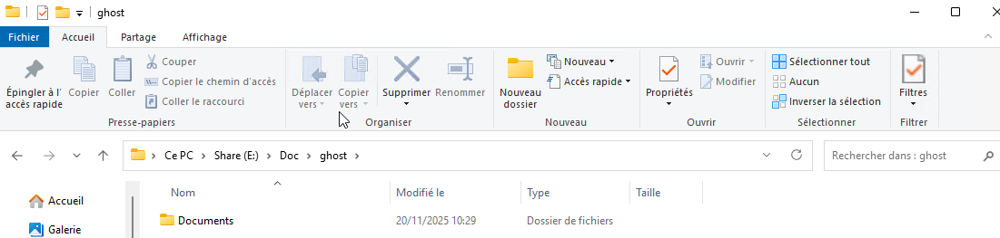 ghost
Fichier Accueil Partage Affichage
Épingler à l'
accès rapide
Copier
Coller
Couper
Copier le chemin d'accès
Coller le raccourci
Presse-papiers
Déplacer
vers
Copier
vers
Supprimer
Renommer
Organiser
Nouveau
dossier
Nouveau
Accès rapide
Nouveau
Propriétés
Ouvrir
Modifier
Ouvrir
Sélectionner tout
Aucun
Inverser la sélection
Sélectionner
Filtres
Filtrer
Ce PC > Share (E:) > Doc > ghost >
Rechercher dans : ghost
Accueil
Galerie
Nom Modifié le Type Taille
Documents 20/11/2025 10:29 Dossier de fichiers